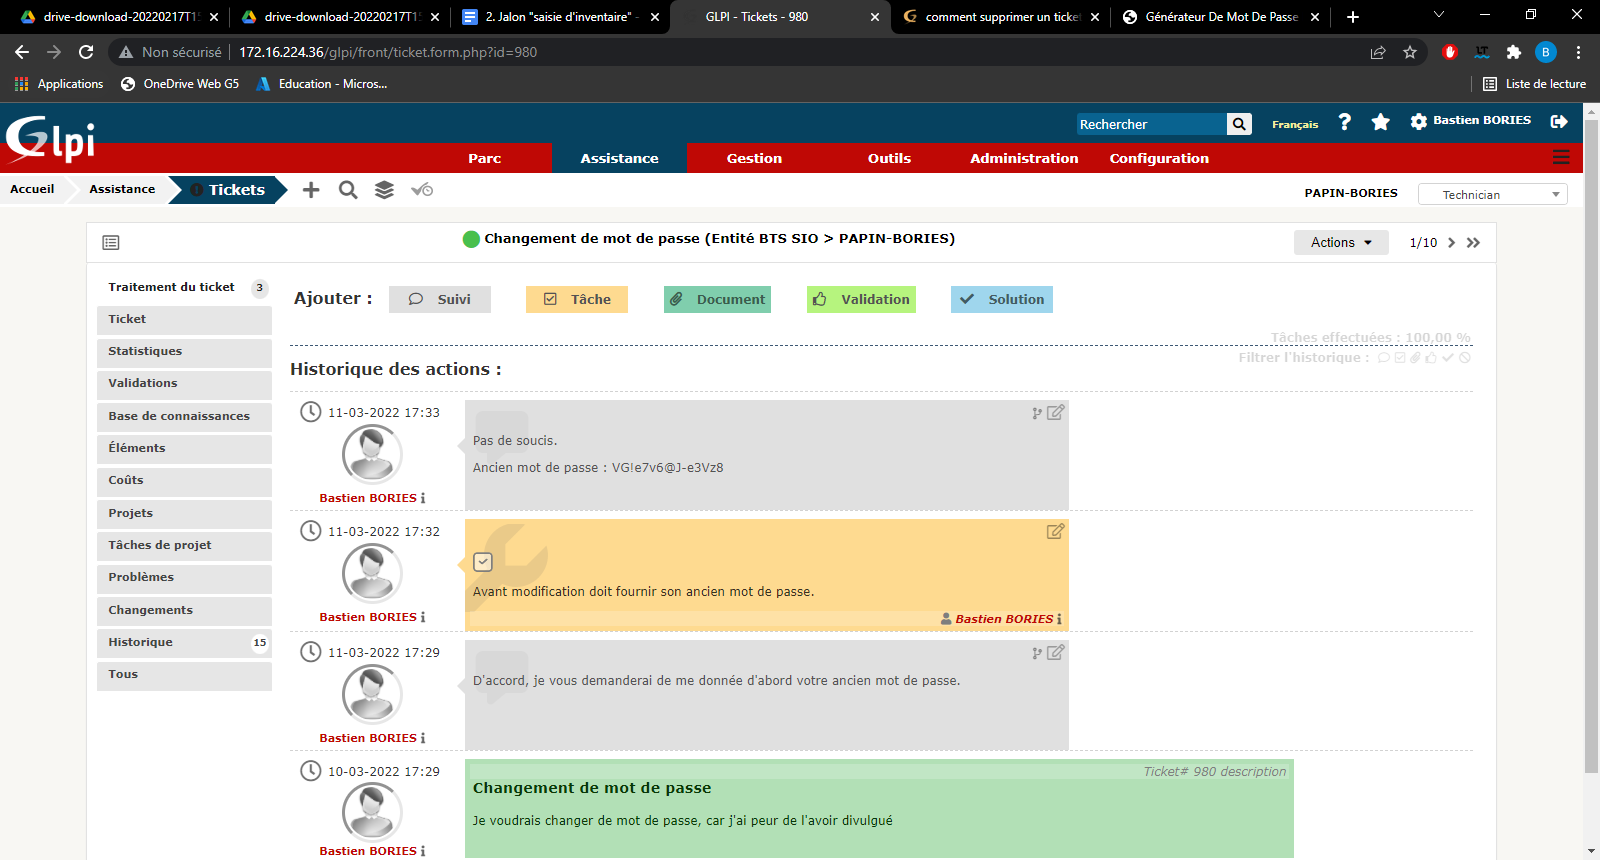 drive-download-20220217T15
drive-download-20220217T1
2. Jalon "saisie d'inventaire" -
GLPI - Tickets - 980
comment supprimer un ticket
Générateur De Mot De Passe
Non sécurisé
172.16.224.36/glpi/front/ticket.form.php?id=980
LT
B
Applications
OneDrive Web G5
Education - Micros...
Liste de lecture
Glpi
Rechercher
Français
?
Bastien BORIES
Parc
Assistance
Gestion
Outils
Administration
Configuration
Accueil
Assistance
Tickets
PAPIN-BORIES
Technician
Changement de mot de passe (Entité BTS SIO > PAPIN-BORIES)
Actions
1/10
Traitement du ticket 3
Ticket
Statistiques
Validations
Base de connaissances
Éléments
Coûts
Projets
Tâches de projet
Problèmes
Changements
Historique 15
Tous
Ajouter :
Suivi
Tâche
Document
Validation
Solution
Tâches effectuées : 100,00 %
Filtrer l'historique :
Historique des actions :
11-03-2022 17:33
Bastien BORIES
Pas de soucis.
Ancien mot de passe : VG!e7v6@J-e3Vz8
11-03-2022 17:32
Bastien BORIES
Avant modification doit fournir son ancien mot de passe.
Bastien BORIES
11-03-2022 17:29
Bastien BORIES
D'accord, je vous demanderai de me donnée d'abord votre ancien mot de passe.
10-03-2022 17:29
Bastien BORIES
Ticket# 980 description
Changement de mot de passe
Je voudrais changer de mot de passe, car j'ai peur de l'avoir divulgué